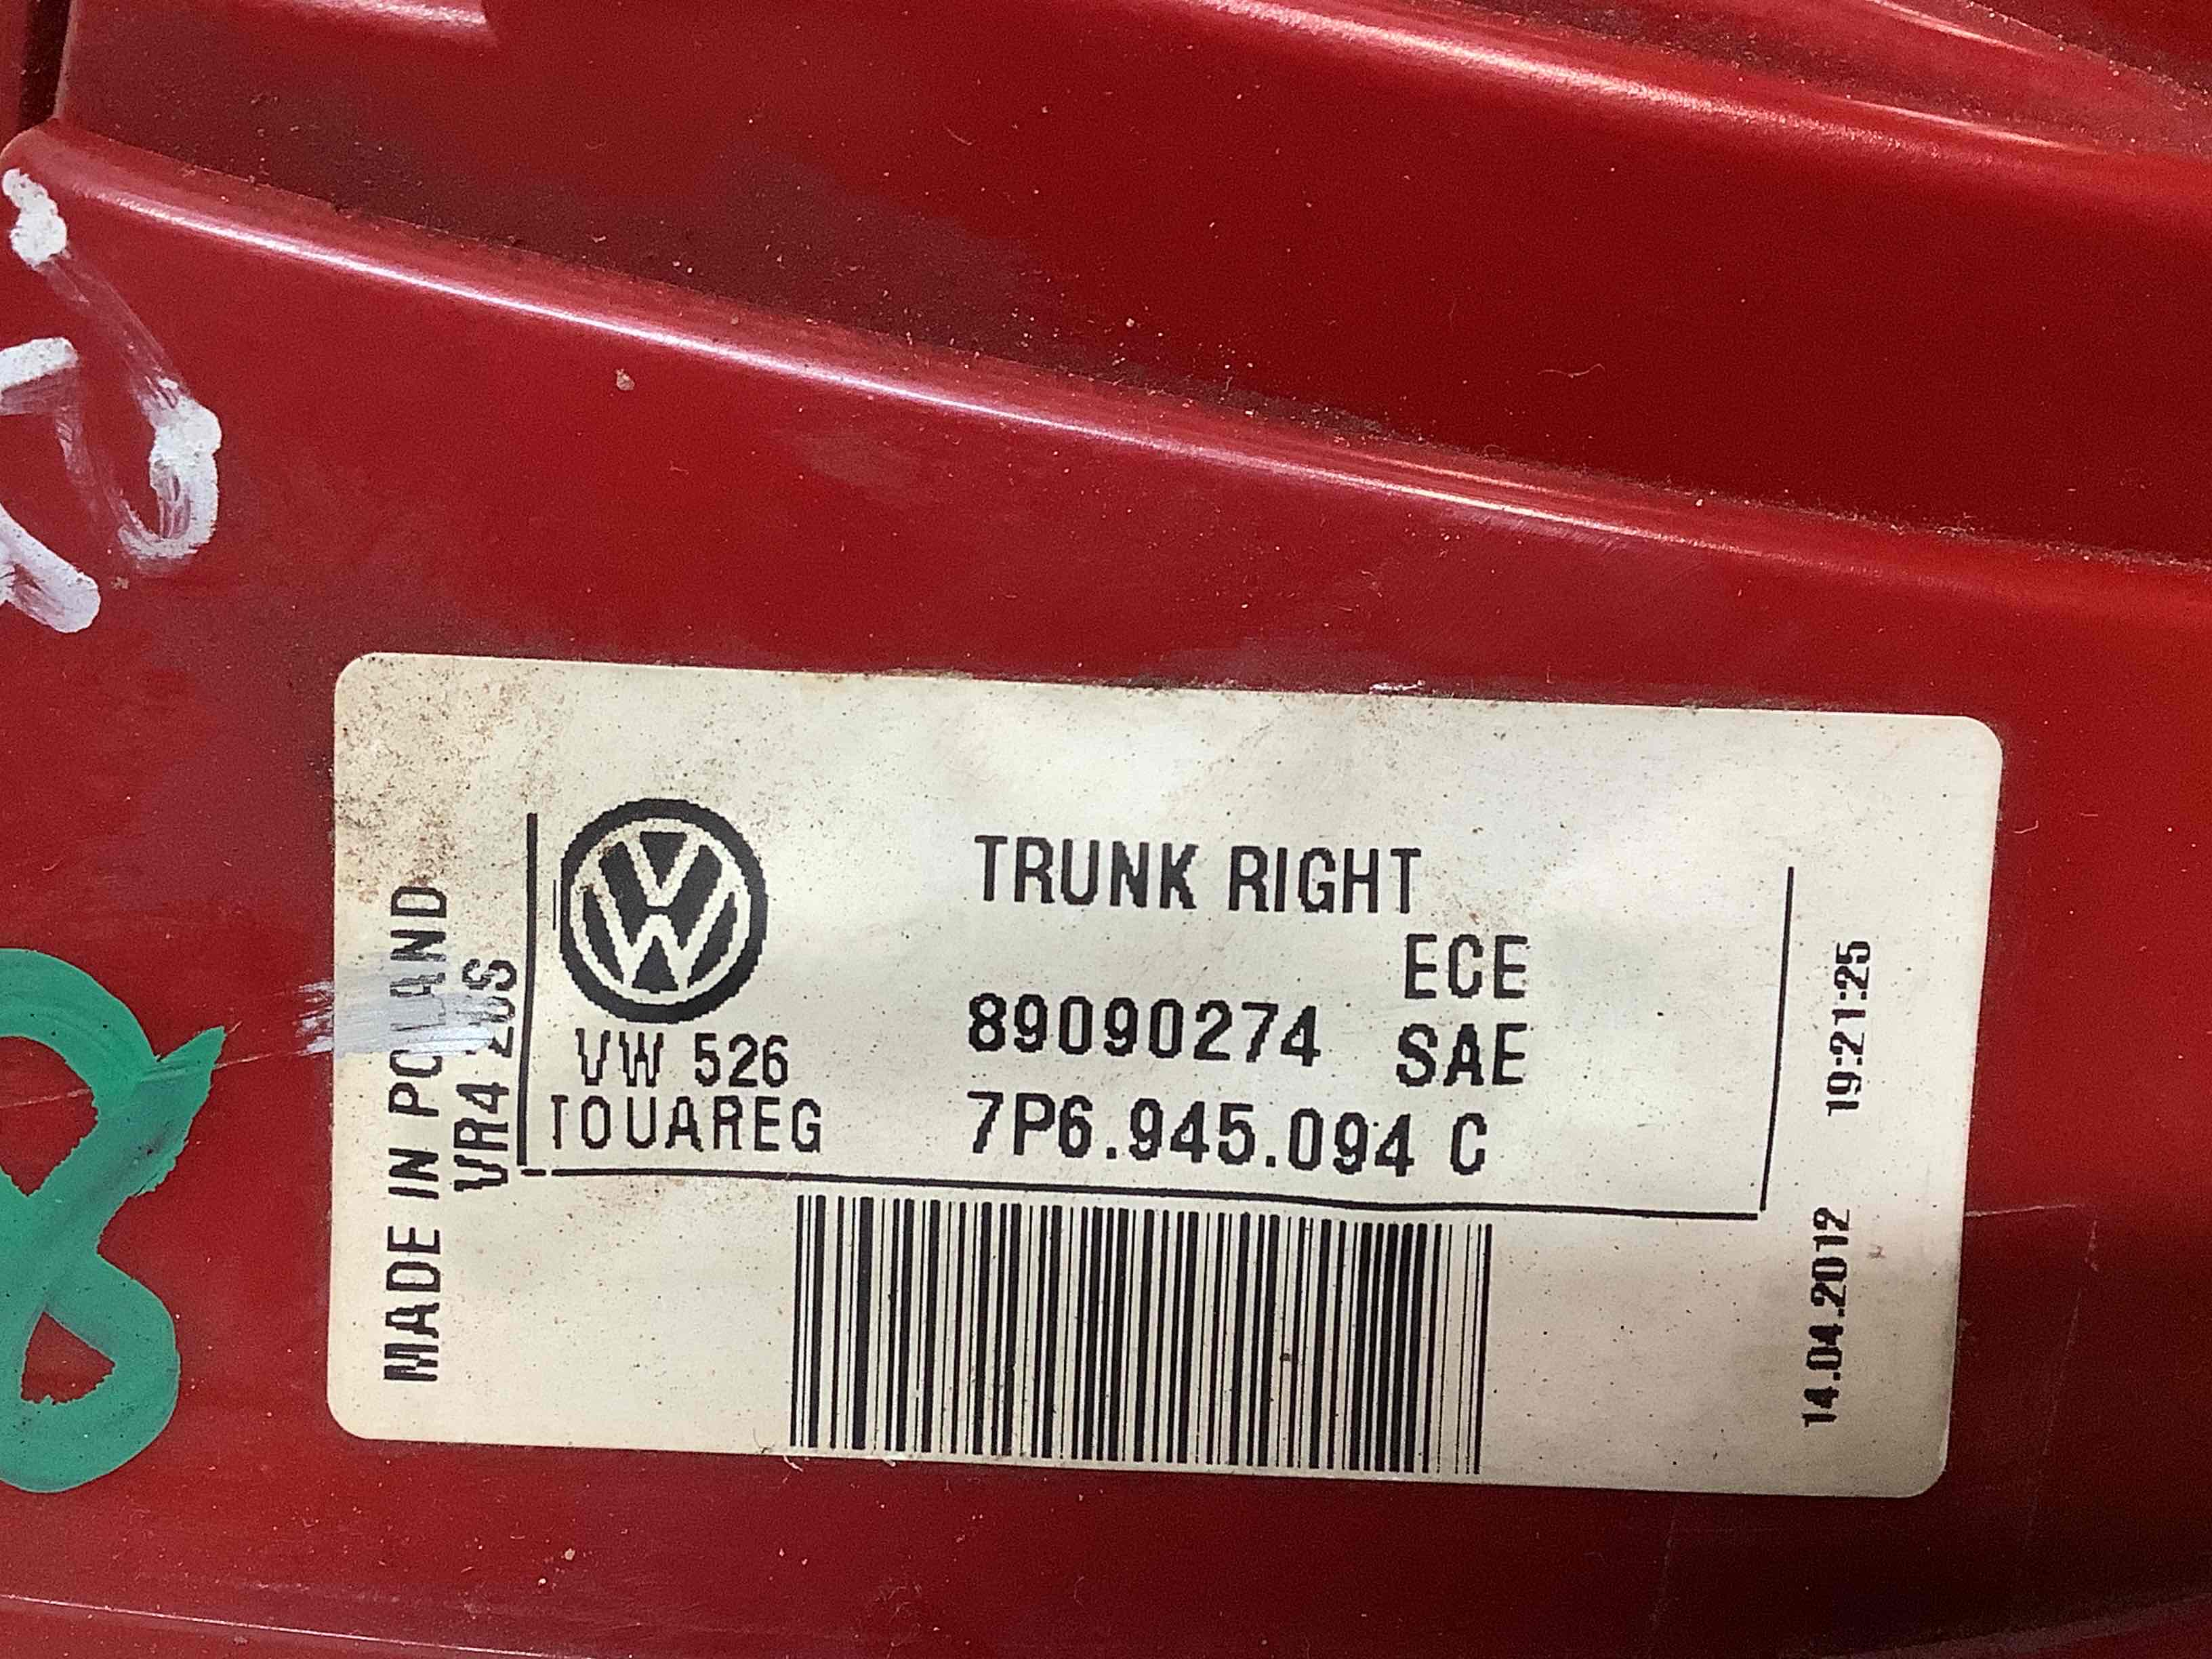 TRUNK RIGHT
ECE
89090274 SAE
VW 526
TOUAREG
7P6.945.094 C
MADE IN POLAND
VR4
19:21:25
14.04.2012
8